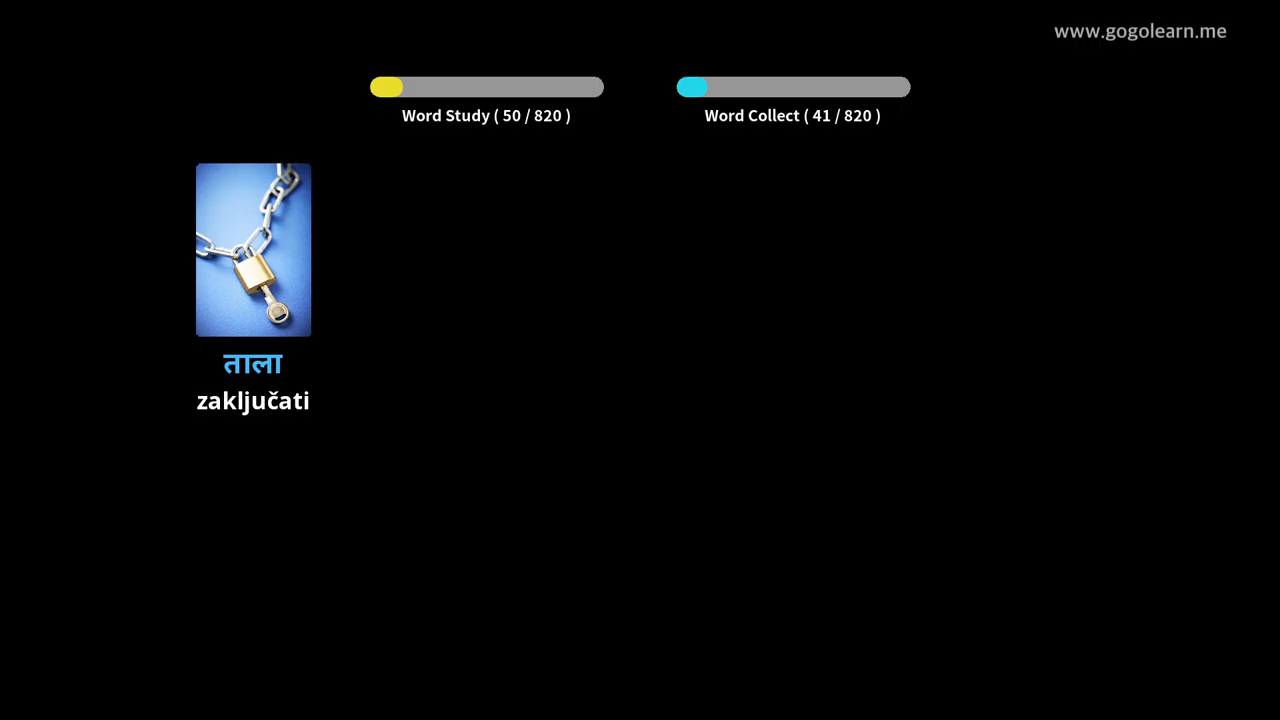 www.gogolearn.me
Word Study ( 50 / 820 )
Word Collect ( 41 / 820 )
ताला
zaključati